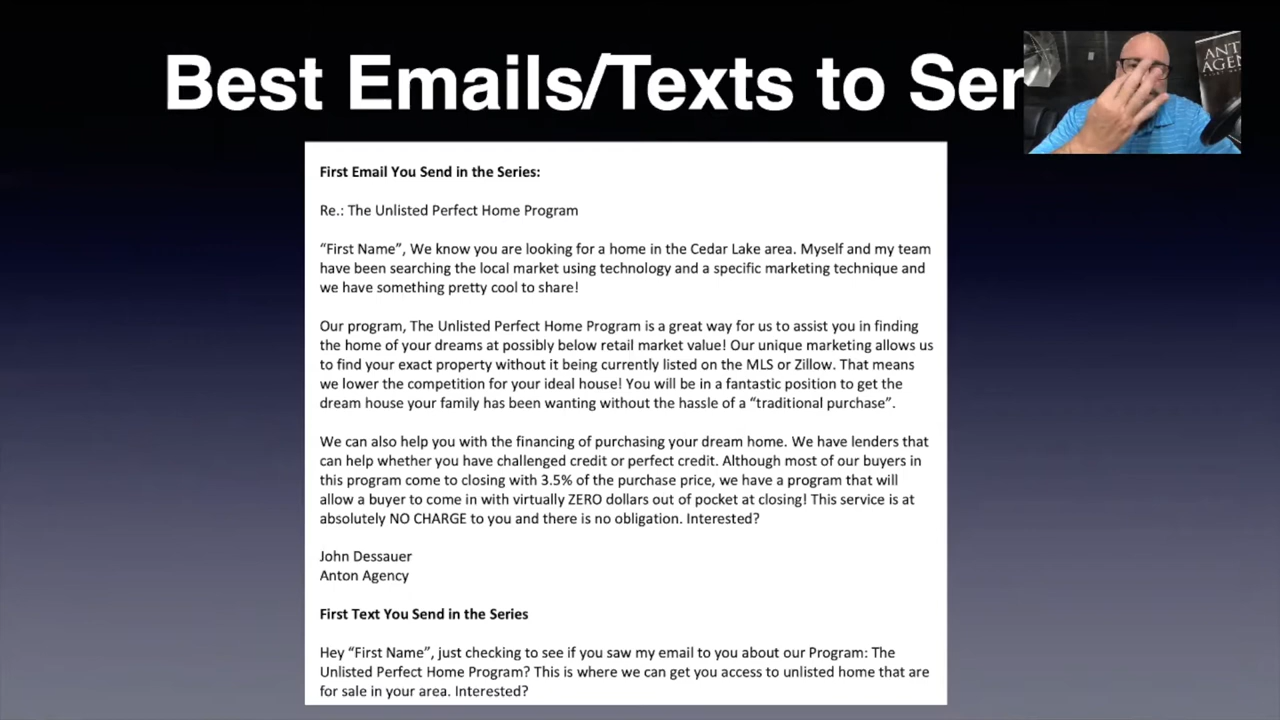 Best Emails/Texts to
ANT
AGEN
First Email You Send in the Series:
Re.: The Unlisted Perfect Home Program
“First Name”, We know you are looking for a home in the Cedar Lake area. Myself and my team
have been searching the local market using technology and a specific marketing technique and
we have something pretty cool to share!
Our program, The Unlisted Perfect Home Program is a great way for us to assist you in finding
the home of your dreams at possibly below retail market value! Our unique marketing allows us
to find your exact property without it being currently listed on the MLS or Zillow. That means
we lower the competition for your ideal house! You will be in a fantastic position to get the
dream house your family has been wanting without the hassle of a “traditional purchase”.
We can also help you with the financing of purchasing your dream home. We have lenders that
can help whether you have challenged credit or perfect credit. Although most of our buyers in
this program come to closing with 3.5% of the purchase price, we have a program that will
allow a buyer to come in with virtually ZERO dollars out of pocket at closing! This service is at
absolutely NO CHARGE to you and there is no obligation. Interested?
John Dessauer
Anton Agency
First Text You Send in the Series
Hey “First Name”, just checking to see if you saw my email to you about our Program: The
Unlisted Perfect Home Program? This is where we can get you access to unlisted home that are
for sale in your area. Interested?